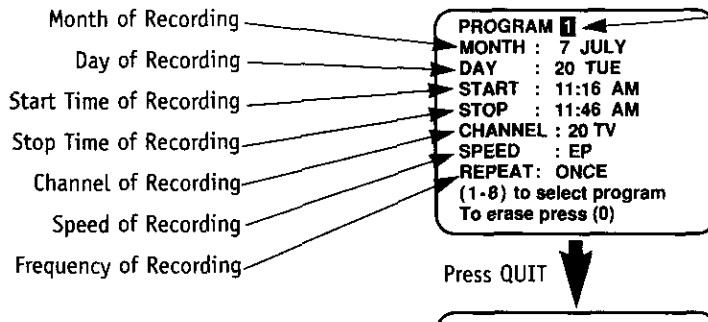 Month of Recording
Day of Recording
Start Time of Recording
Stop Time of Recording
Channel of Recording
Speed of Recording
Frequency of Recording
PROGRAM 1
MONTH : 7 JULY
DAY : 20 TUE
START : 11:16 AM
STOP : 11:46 AM
CHANNEL : 20 TV
SPEED : EP
REPEAT : ONCE
(1-8) to select program
To erase press (0)
Press QUIT